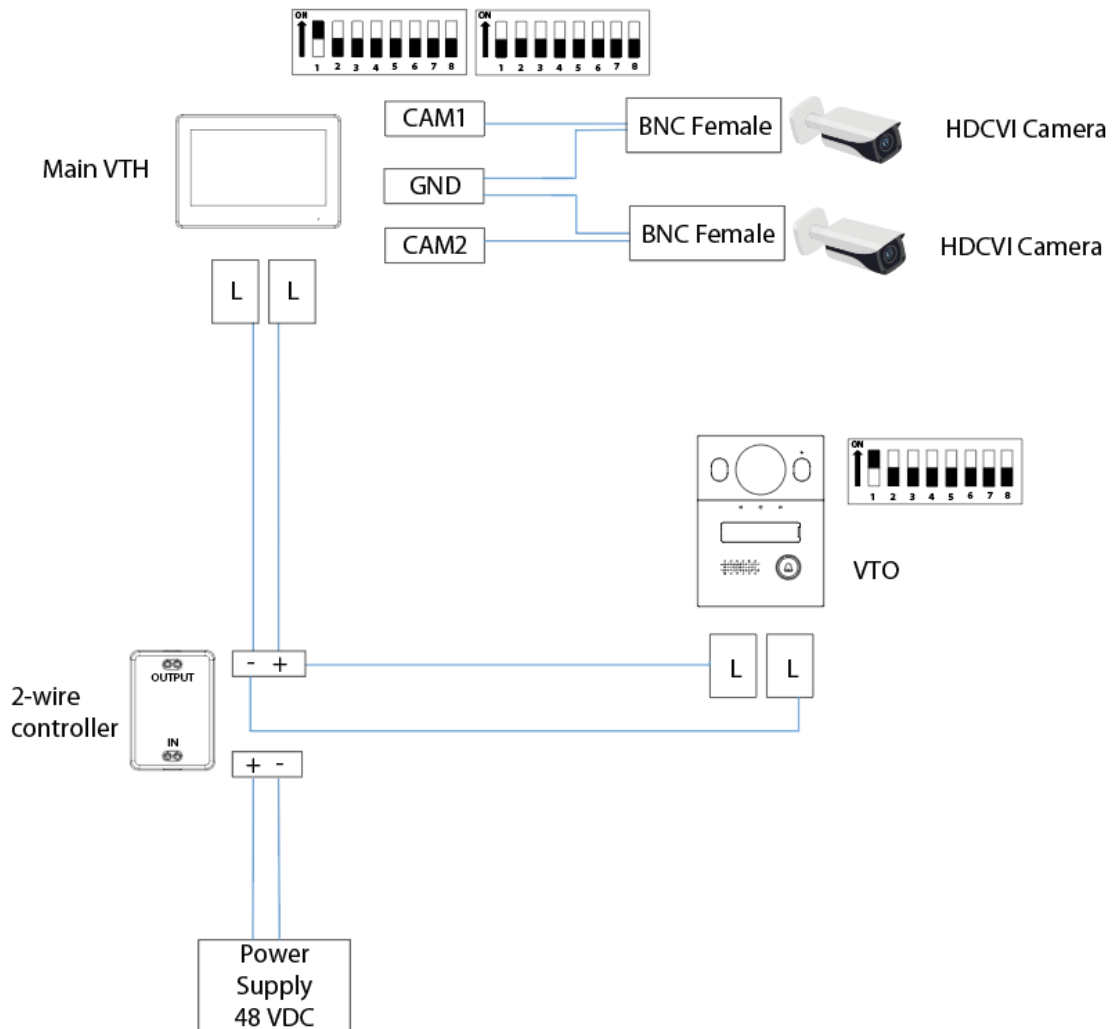 ON ON
1 2 3 4 5 6 7 8 1 2 3 4 5 6 7 8
CAM1
BNC Female
HDCVI Camera
Main VTH
GND
CAM2
BNC Female
HDCVI Camera
L L
ON
1 2 3 4 5 6 7 8
VTO
- +
OUTPUT
L L
2-wire
controller
IN
+ -
Power
Supply
48 VDC